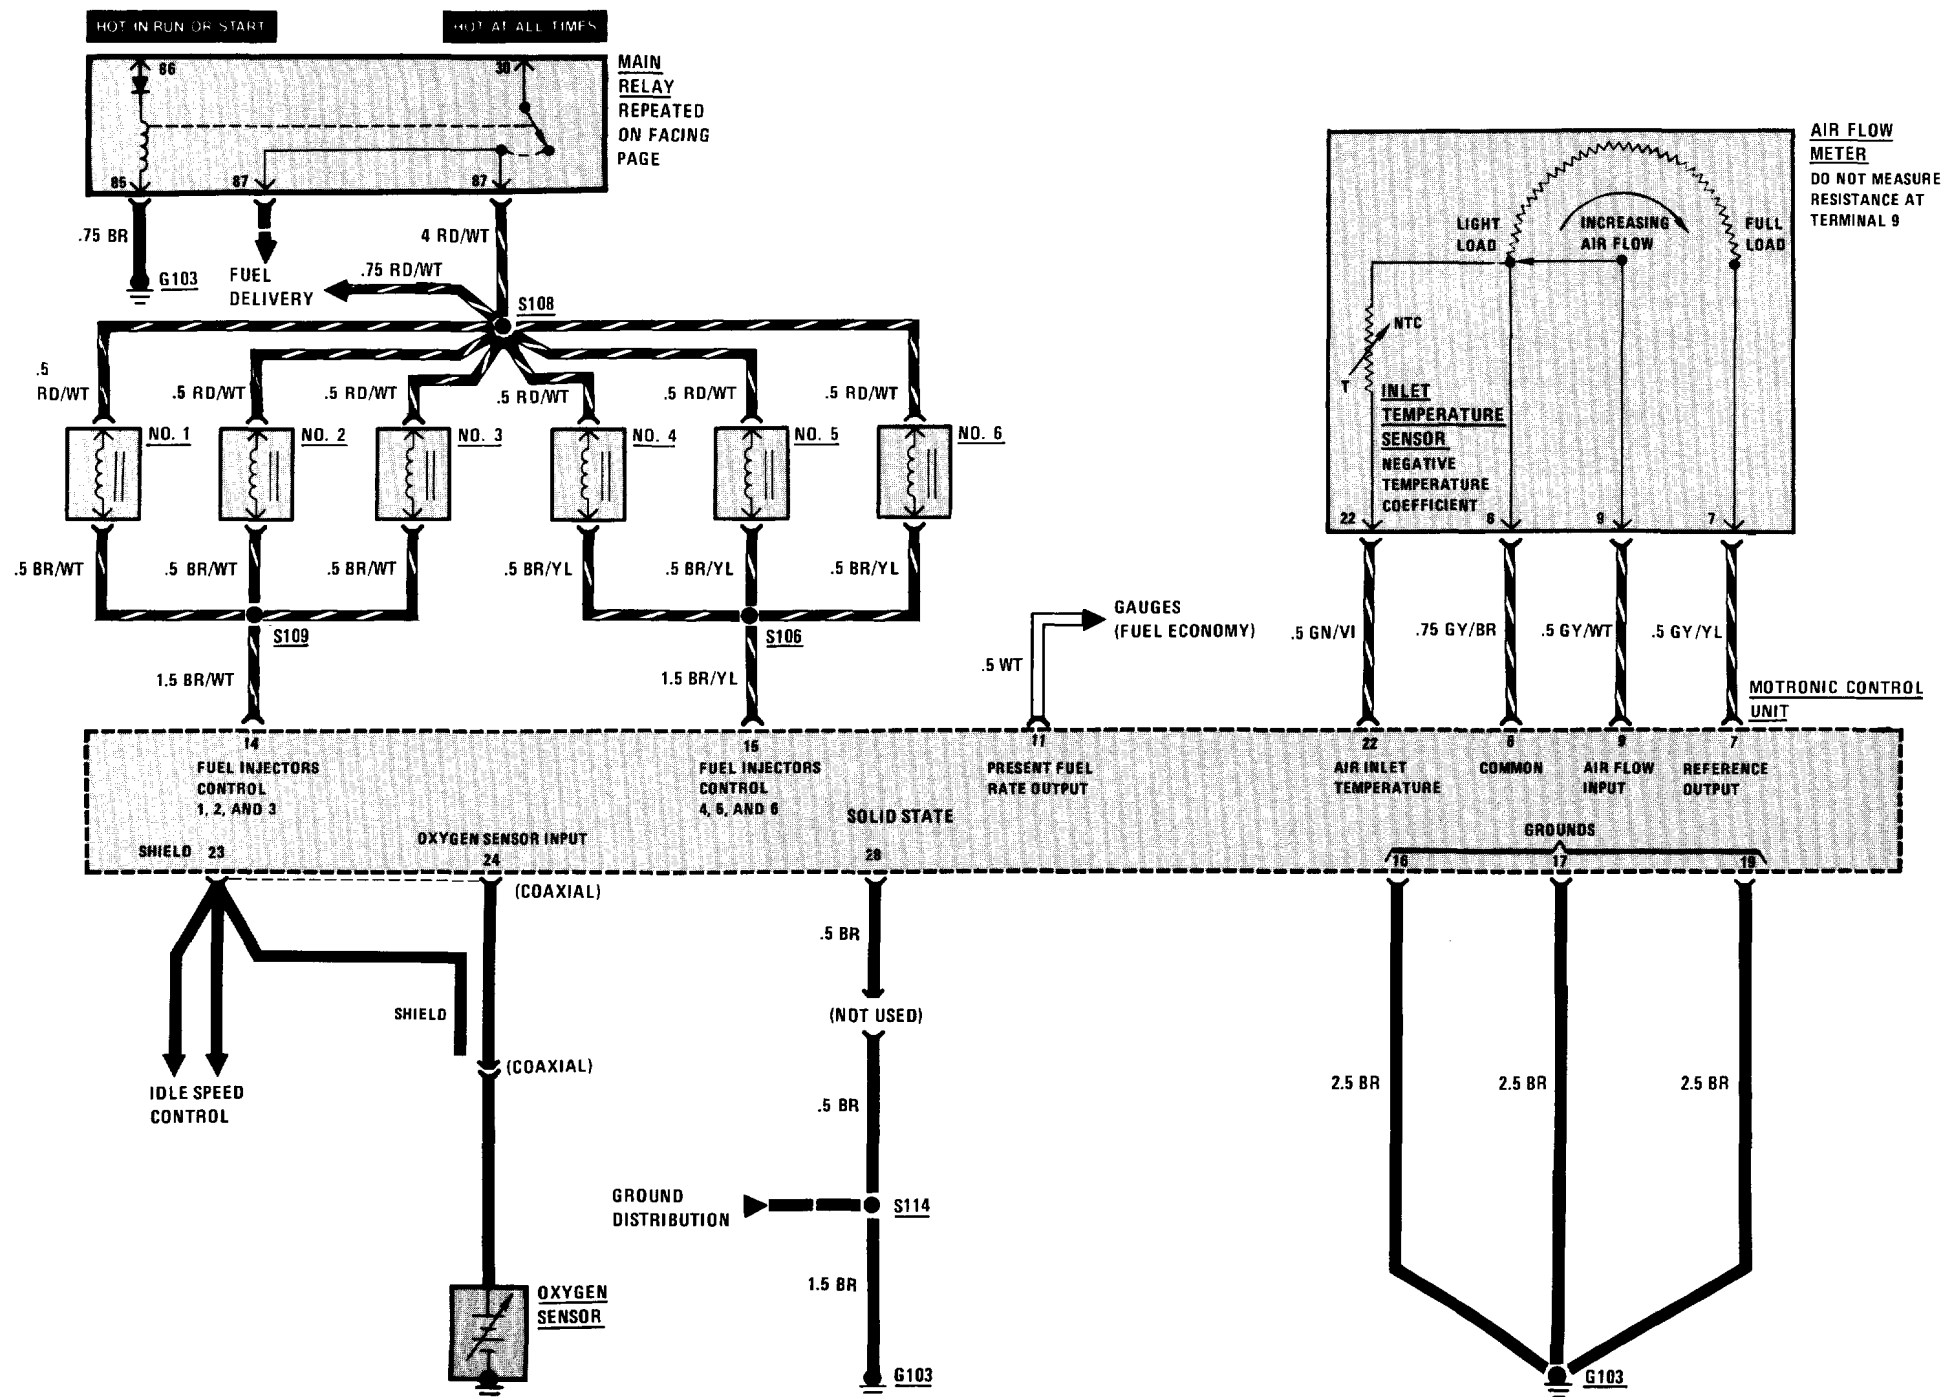 HOT IN RUN OR START
HOT AT ALL TIMES
86
30
MAIN
RELAY
REPEATED
ON FACING
PAGE
85
87
87
.75 BR
G103
FUEL
DELIVERY
4 RD/WT
.75 RD/WT
S108
.5
RD/WT
.5 RD/WT
.5 RD/WT
.5 RD/WT
.5 RD/WT
.5 RD/WT
NO. 1
NO. 2
NO. 3
NO. 4
NO. 5
NO. 6
.5 BR/WT
.5 BR/WT
.5 BR/WT
.5 BR/YL
.5 BR/YL
.5 BR/YL
S109
S106
1.5 BR/WT
1.5 BR/YL
AIR FLOW
METER
DO NOT MEASURE
RESISTANCE AT
TERMINAL 9
LIGHT
LOAD
INCREASING
AIR FLOW
FULL
LOAD
NTC
T
INLET
TEMPERATURE
SENSOR
NEGATIVE
TEMPERATURE
COEFFICIENT
22
9
7
GAUGES
(FUEL ECONOMY)
.5 WT
.5 GN/VI
.75 GY/BR
.5 GY/WT
.5 GY/YL
MOTRONIC CONTROL
UNIT
14
15
11
22
6
9
7
FUEL INJECTORS
CONTROL
1, 2, AND 3
FUEL INJECTORS
CONTROL
4, 5, AND 6
PRESENT FUEL
RATE OUTPUT
AIR INLET
TEMPERATURE
COMMON
AIR FLOW
INPUT
REFERENCE
OUTPUT
SOLID STATE
GROUNDS
SHIELD 23
OXYGEN SENSOR INPUT
24
28
16
17
19
(COAXIAL)
.5 BR
(NOT USED)
SHIELD
(COAXIAL)
IDLE SPEED
CONTROL
.5 BR
2.5 BR
2.5 BR
2.5 BR
GROUND
DISTRIBUTION
S114
1.5 BR
OXYGEN
SENSOR
G103
G103